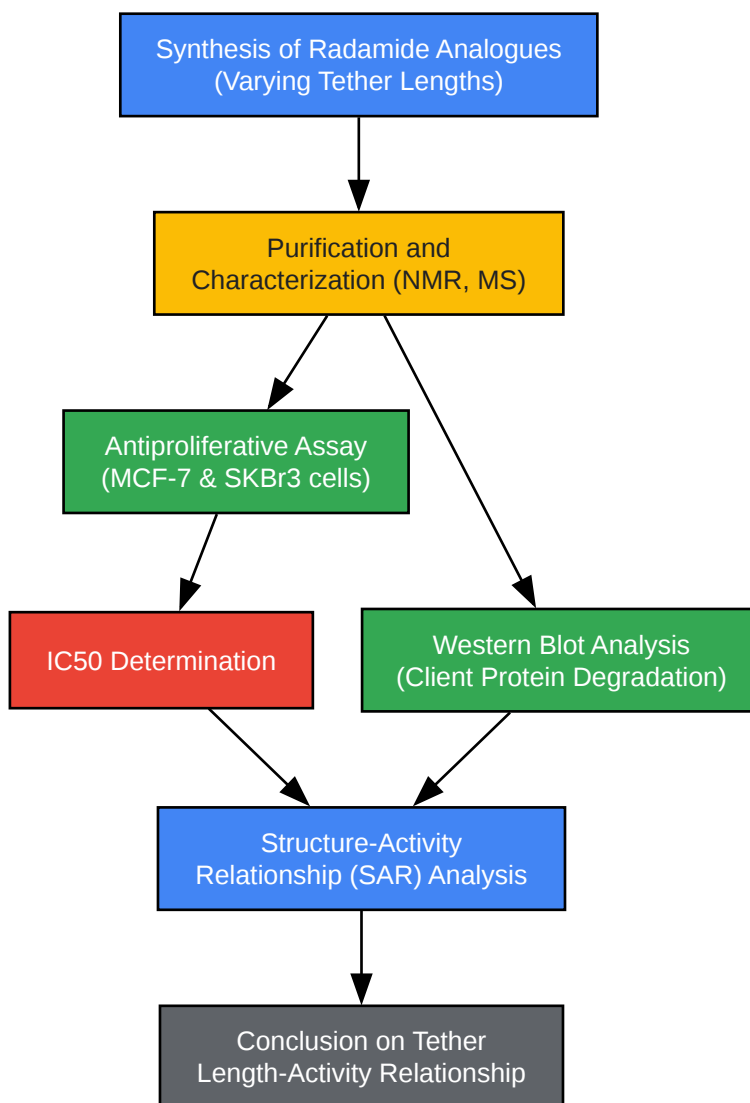 Synthesis of Radamide Analogues
(Varying Tether Lengths)
Purification and
Characterization (NMR, MS)
Antiproliferative Assay
(MCF-7 & SKBr3 cells)
IC50 Determination
Western Blot Analysis
(Client Protein Degradation)
Structure-Activity
Relationship (SAR) Analysis
Conclusion on Tether
Length-Activity Relationship